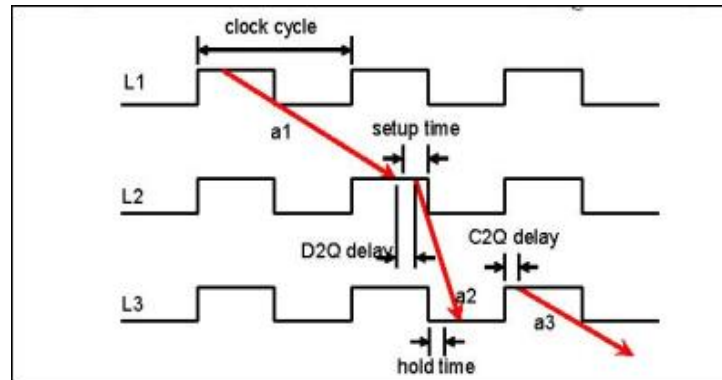 clock cycle
L1
a1
setup time
L2
D2Q delay
C2Q delay
a2
L3
a3
hold time